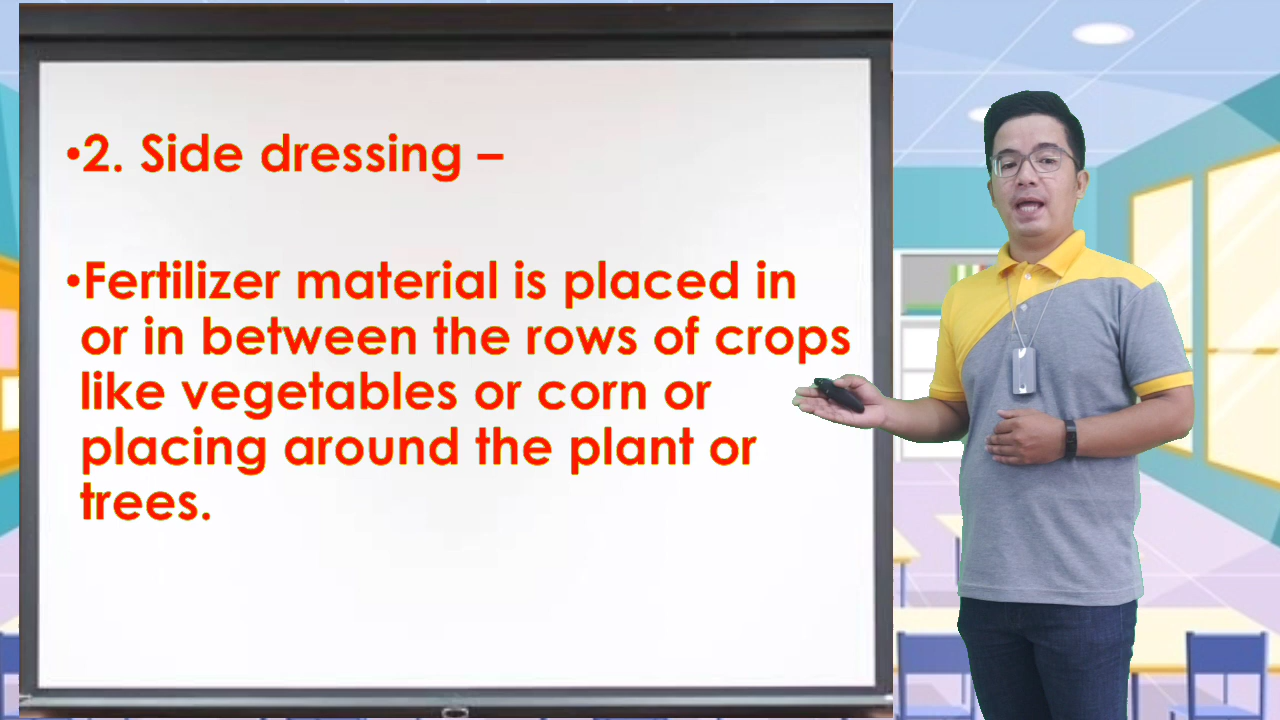 •2. Side dressing –
•Fertilizer material is placed in
or in between the rows of crops
like vegetables or corn or
placing around the plant or
trees.